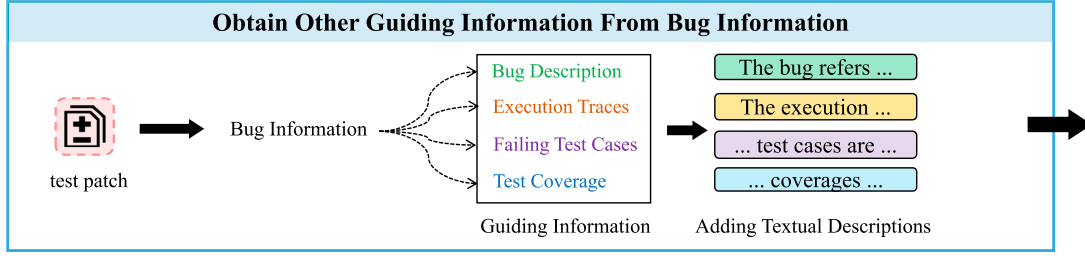 Obtain Other Guiding Information From Bug Information
test patch
Bug Information
Bug Description
Execution Traces
Failing Test Cases
Test Coverage
Guiding Information
The bug refers ...
The execution ...
... test cases are ...
... coverages ...
Adding Textual Descriptions